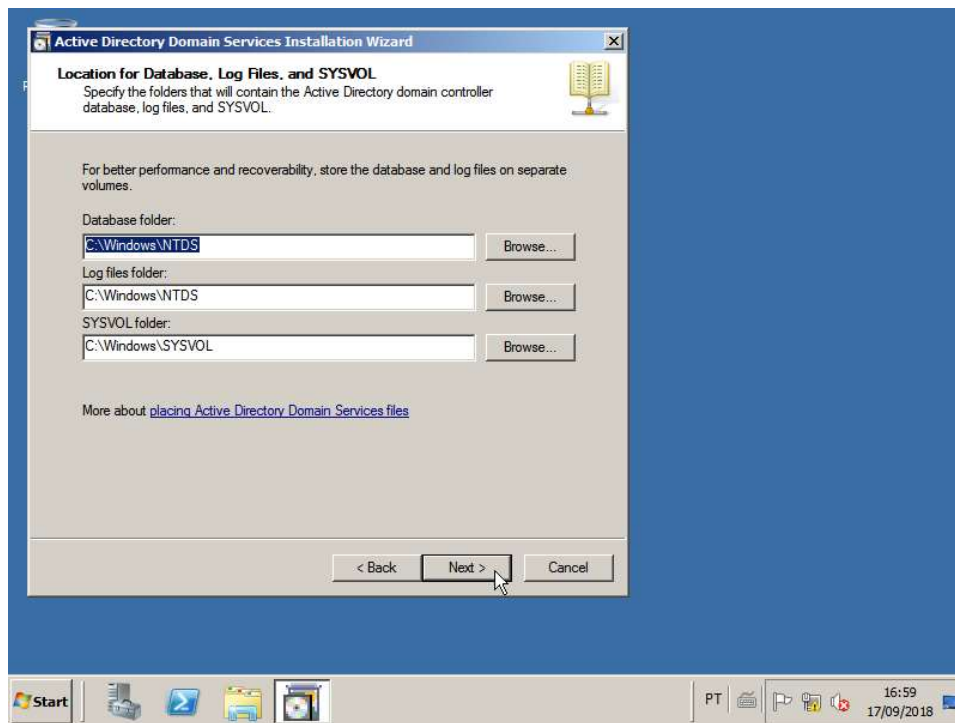 Active Directory Domain Services Installation Wizard
Location for Database, Log Files, and SYSVOL
Specify the folders that will contain the Active Directory domain controller
database, log files, and SYSVOL.
For better performance and recoverability, store the database and log files on separate
volumes.
Database folder:
C:\Windows\NTDS
Browse...
Log files folder:
C:\Windows\NTDS
Browse...
SYSVOL folder:
C:\Windows\SYSVOL
Browse...
More about placing Active Directory Domain Services files
< Back
Next >
Cancel
Start
PT
16:59
17/09/2018